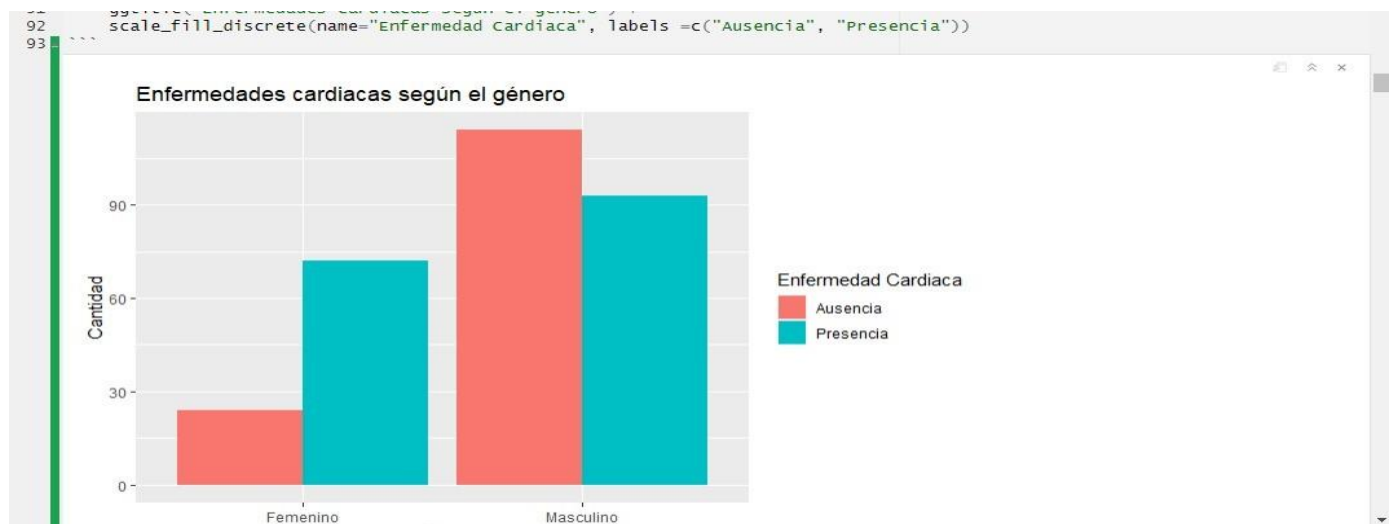 92 scale_fill_discrete(name="Enfermedad Cardiaca", labels =c("Ausencia", "Presencia"))
93 ```
Enfermedades cardiacas según el género
Cantidad
90
60
30
0
Femenino
Masculino
Enfermedad Cardiaca
Ausencia
Presencia